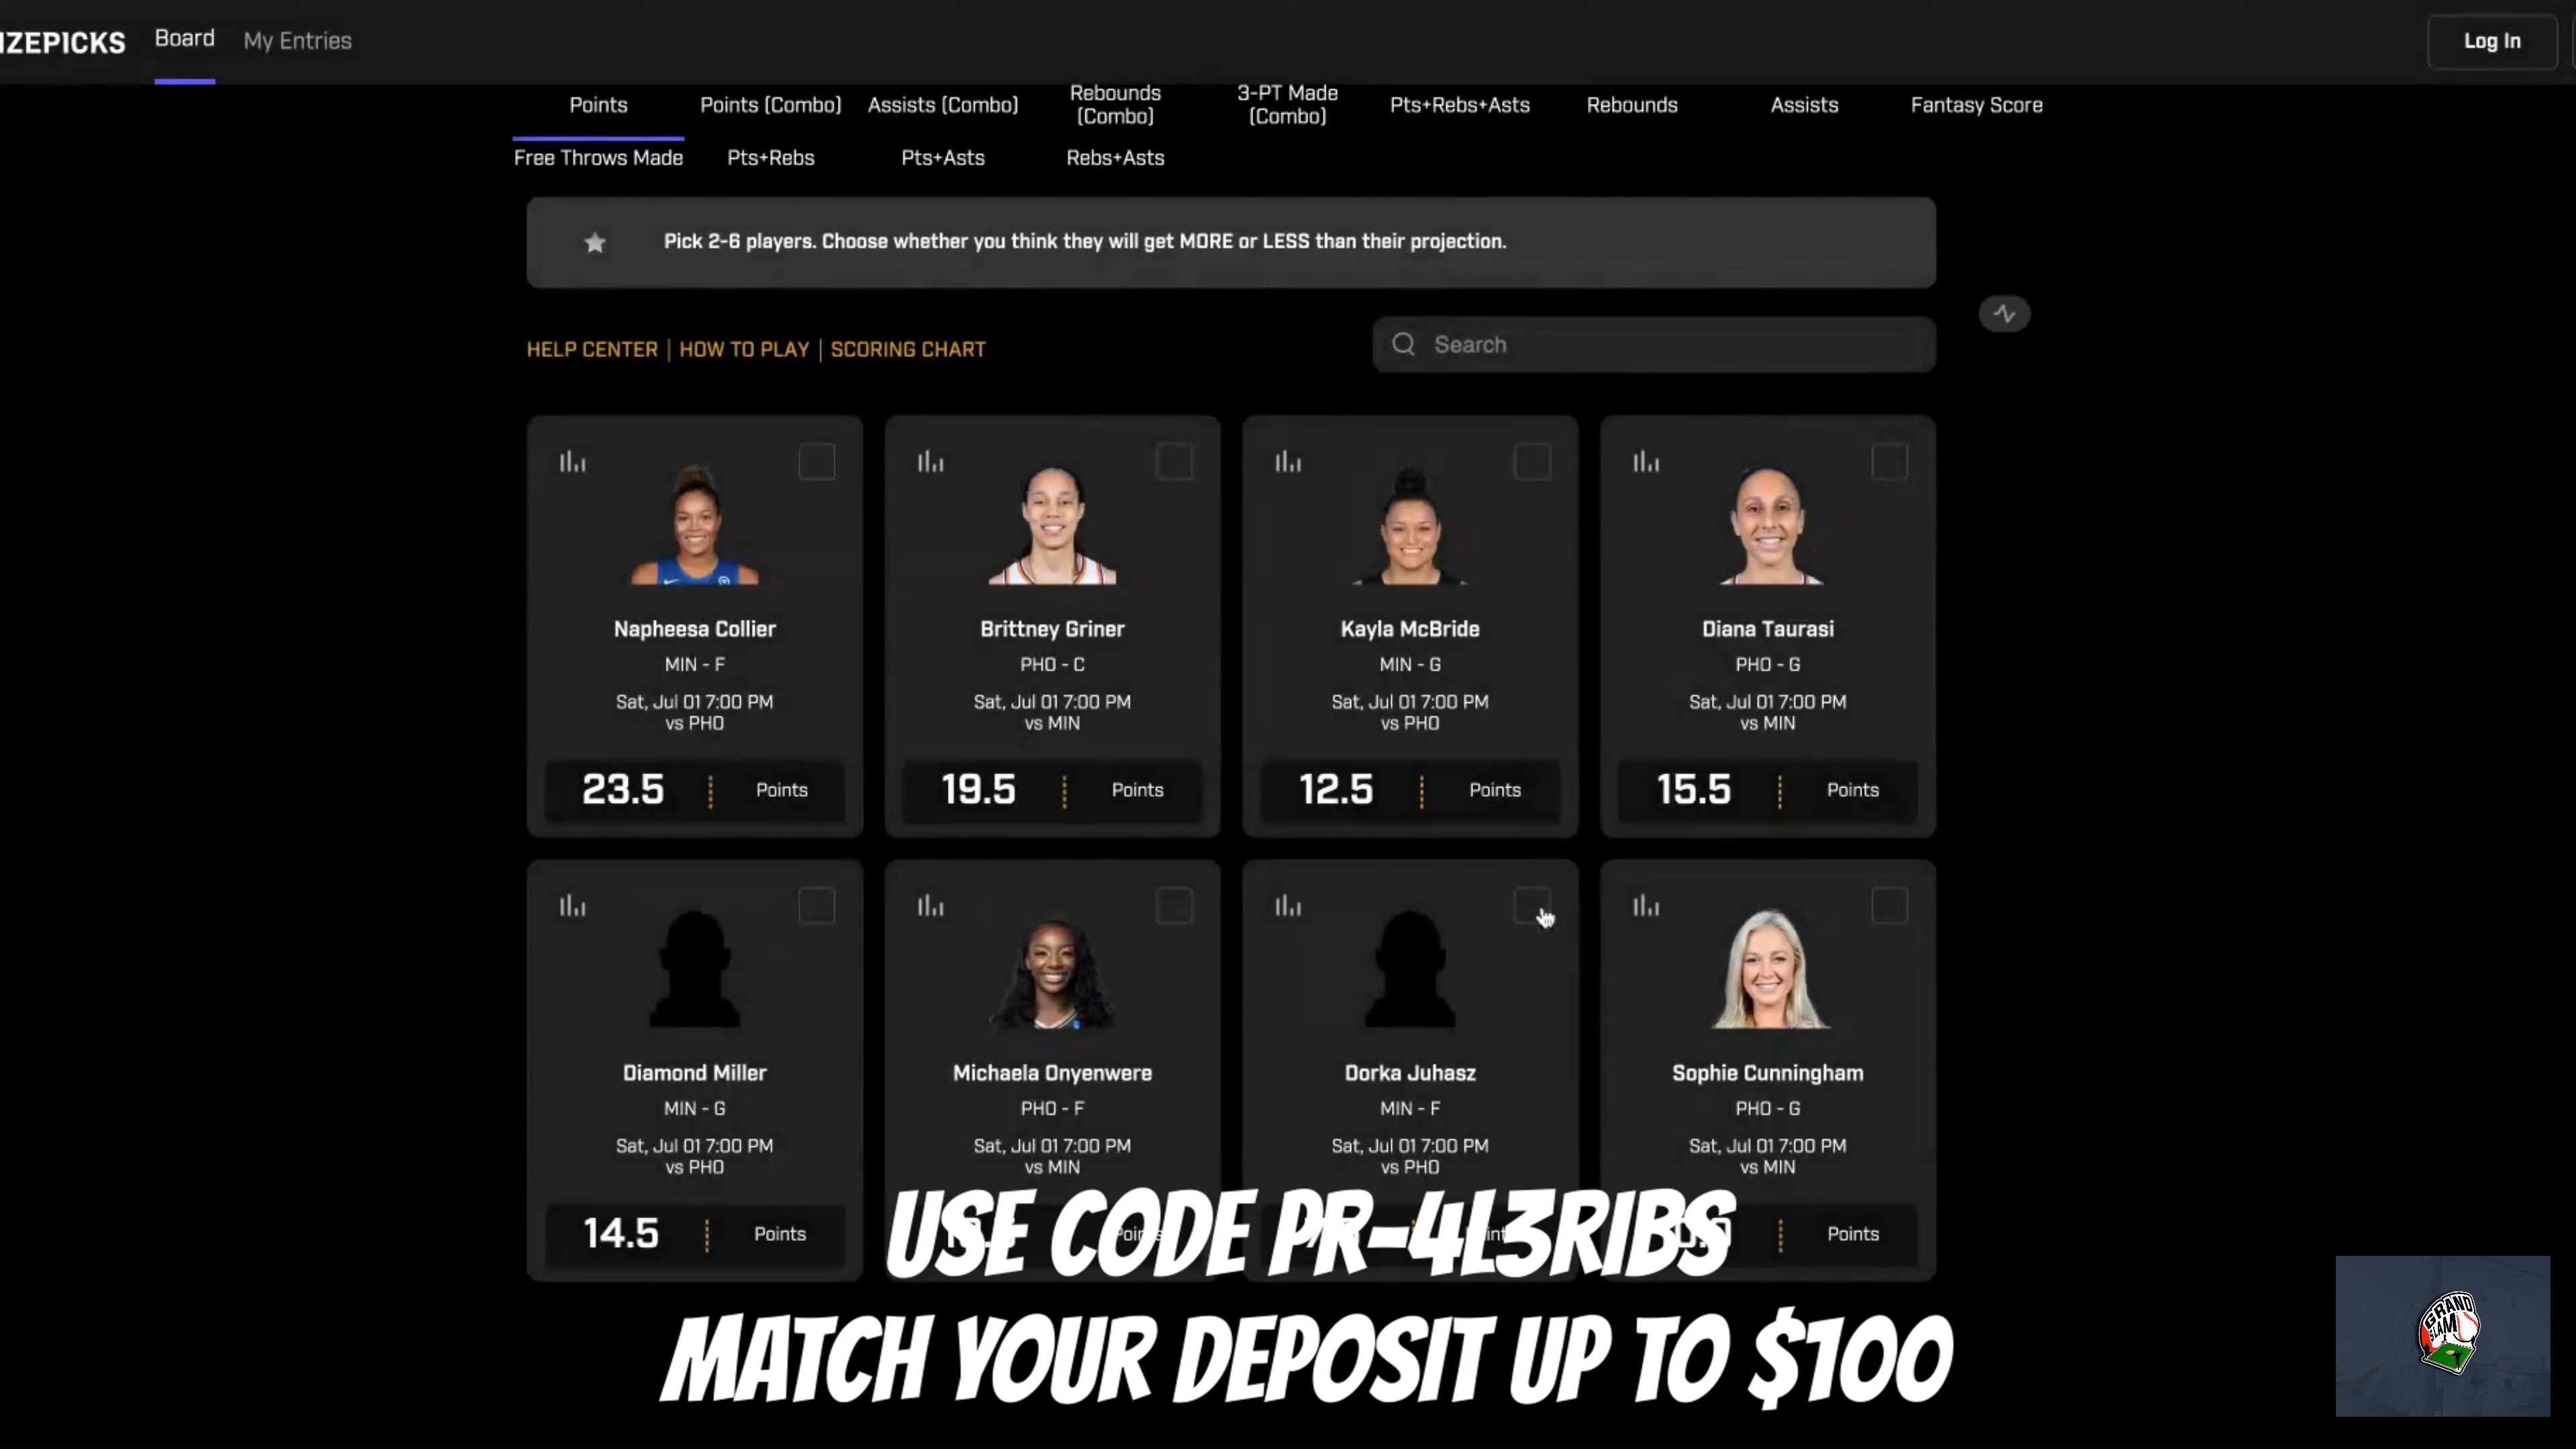 IZEPICKS Board My Entries Log In
Points Points (Combo) Assists (Combo) Rebounds (Combo) 3-PT Made (Combo) Pts+Rebs+Asts Rebounds Assists Fantasy Score
Free Throws Made Pts+Rebs Pts+Asts Rebs+Asts
Pick 2-6 players. Choose whether you think they will get MORE or LESS than their projection.
HELP CENTER | HOW TO PLAY | SCORING CHART Search
Napheesa Collier Brittney Griner Kayla McBride Diana Taurasi
MIN - F PHO - C MIN - G PHO - G
Sat, Jul 01 7:00 PM Sat, Jul 01 7:00 PM Sat, Jul 01 7:00 PM Sat, Jul 01 7:00 PM
vs PHO vs MIN vs PHO vs MIN
23.5 Points 19.5 Points 12.5 Points 15.5 Points
Diamond Miller Michaela Onyenwere Dorka Juhasz Sophie Cunningham
MIN - G PHO - F MIN - F PHO - G
Sat, Jul 01 7:00 PM Sat, Jul 01 7:00 PM Sat, Jul 01 7:00 PM Sat, Jul 01 7:00 PM
vs PHO vs MIN vs PHO vs MIN
14.5 Points Points
USE CODE PR-4L3RIBS
MATCH YOUR DEPOSIT UP TO $100
GRAND
SLAM